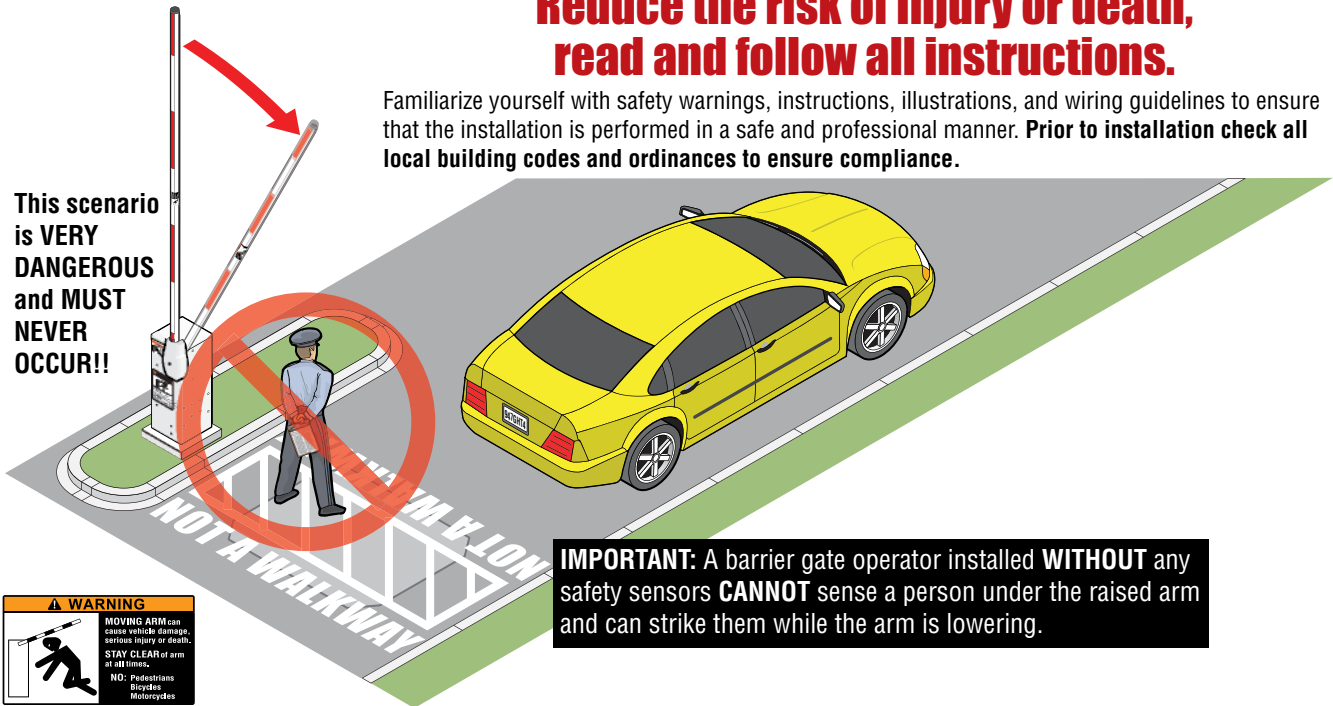 Reduce the risk of injury or death,
read and follow all instructions.
Familiarize yourself with safety warnings, instructions, illustrations, and wiring guidelines to ensure
that the installation is performed in a safe and professional manner. Prior to installation check all
local building codes and ordinances to ensure compliance.
This scenario
is VERY
DANGEROUS
and MUST
NEVER
OCCUR!!
NOT A WALKWAY
NOT A WALKWAY
IMPORTANT: A barrier gate operator installed WITHOUT any
safety sensors CANNOT sense a person under the raised arm
and can strike them while the arm is lowering.
WARNING
MOVING ARM can
cause vehicle damage,
serious injury or death.
STAY CLEAR of arm
at all times.
NO: Pedestrians
Bicycles
Motorcycles